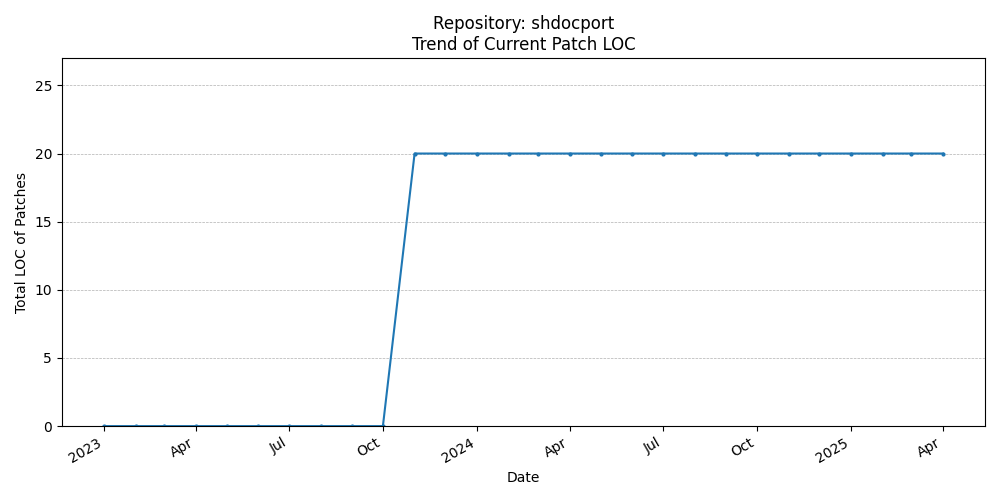 Repository: shdocport
Trend of Current Patch LOC
25
20
15
10
5
0
Total LOC of Patches
2023
Apr
Jul
Oct
2024
Apr
Jul
Oct
2025
Apr
Date